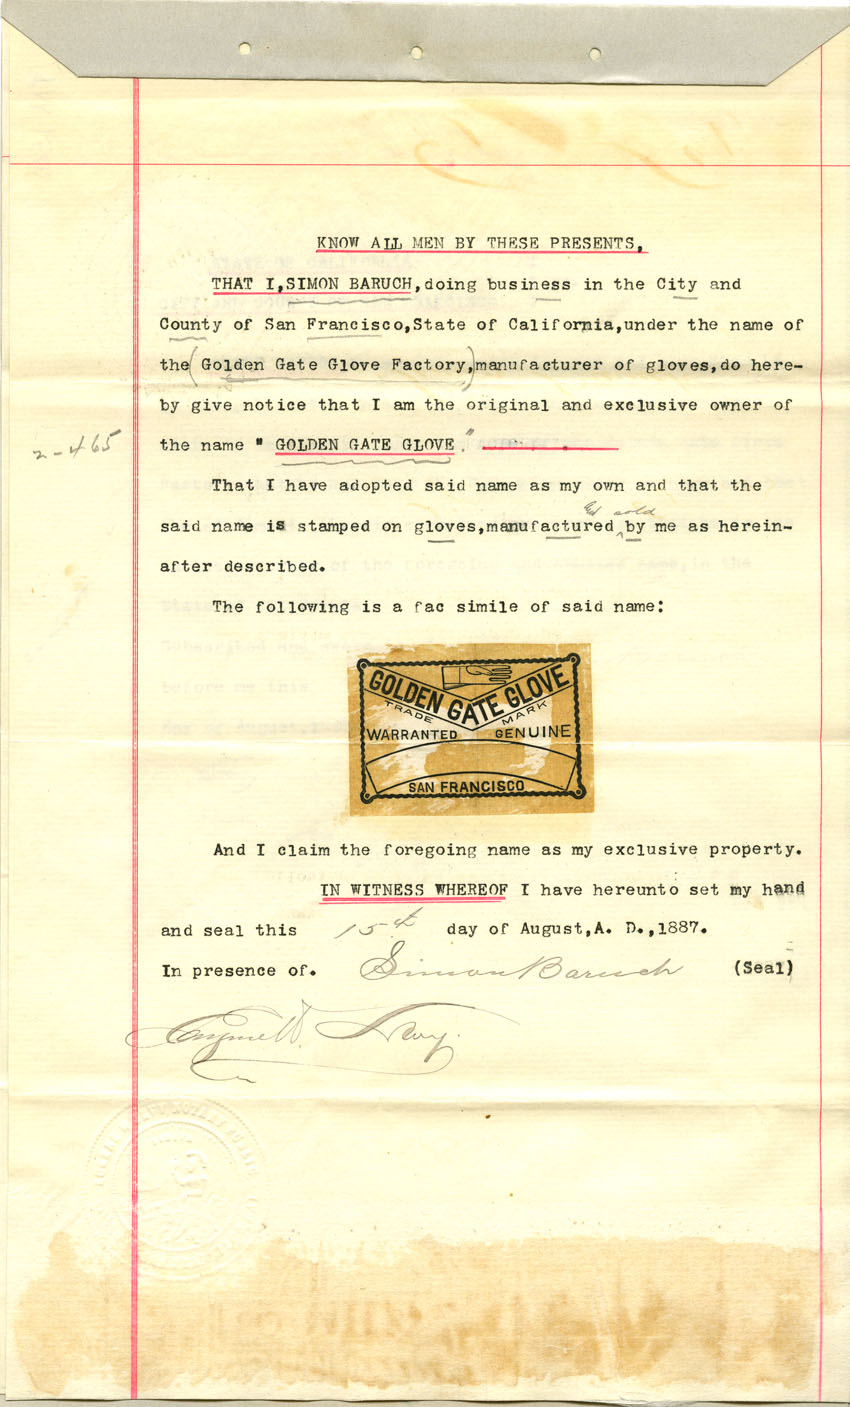 KNOW ALL MEN BY THESE PRESENTS,
THAT I,SIMON BARUCH,doing business in the City and
County of San Francisco,State of California,under the name of
the (Golden Gate Glove Factory,)manufacturer of gloves,do here-
by give notice that I am the original and exclusive owner of
2-465
the name " GOLDEN GATE GLOVE ."
That I have adopted said name as my own and that the
& sold
said name is stamped on gloves,manufactured ^ by me as herein-
after described.
The following is a fac simile of said name:
GOLDEN GATE GLOVE
TRADE MARK
WARRANTED GENUINE
SAN FRANCISCO
And I claim the foregoing name as my exclusive property.
IN WITNESS WHEREOF I have hereunto set my hand
and seal this 15th day of August,A. D.,1887.
In presence of. Simon Baruch (Seal)